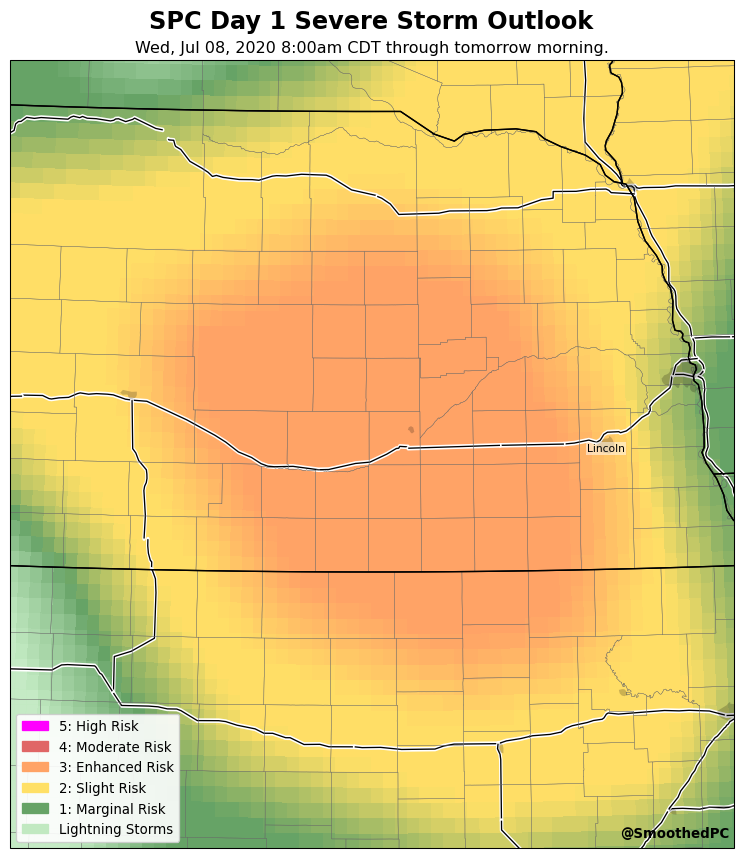 SPC Day 1 Severe Storm Outlook
Wed, Jul 08, 2020 8:00am CDT through tomorrow morning.
Lincoln
5: High Risk
4: Moderate Risk
3: Enhanced Risk
2: Slight Risk
1: Marginal Risk
Lightning Storms
@SmoothedPC